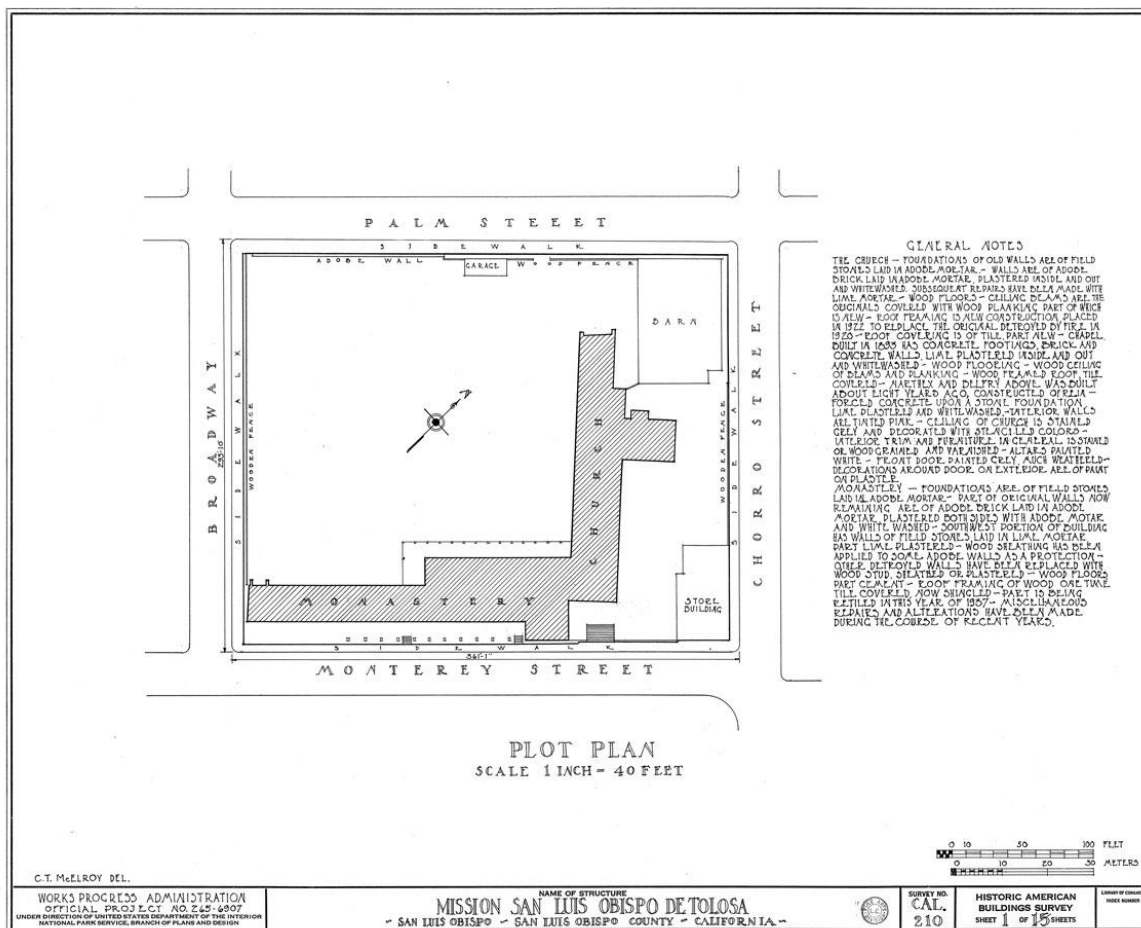 PALM STEEET
SIDEWALK
ADOBE WALL
GARAGE
WOOD FENCE
BARN
BROADWAY
SIDEWALK
WOODEN FENCE
CHURCH
WOODEN FENCE
SIDEWALK
CHORRO STREET
MONASTERY
STORE
BUILDING
SIDEWALK
MONTEREY STREET
GENERAL NOTES
THE CHURCH – FOUNDATIONS OF OLD WALLS ARE OF FIELD
STONES LAID IN ADOBE MORTAR. – WALLS ARE OF ADOBE
BRICK LAID IN ADOBE MORTAR, PLASTERED INSIDE AND OUT
AND WHITEWASHED. SUBSEQUENT REPAIRS HAVE BEEN MADE WITH
LIME MORTAR – WOOD FLOORS – CEILING BEAMS ARE THE
ORIGINALS COVERED WITH WOOD PLANKING PART OF WHICH
IS NEW – ROOF FRAMING IS NEW CONSTRUCTION, PLACED
IN 1922 TO REPLACE THE ORIGINAL DETROYED BY FIRE IN
1920 – ROOF COVERING IS OF TILE, PART NEW – CHAPEL
BUILT IN 1893 HAS CONCRETE FOOTINGS, BRICK AND
CONCRETE WALLS, LIME PLASTERED INSIDE AND OUT
AND WHITEWASHED – WOOD FLOORING – WOOD CEILING
OF BEAMS AND PLANKING – WOOD FRAMED ROOF, TILE
COVERED – NARTHEX AND BELFRY ABOVE WAS BUILT
ABOUT EIGHT YEARS AGO, CONSTRUCTED OF REIN–
FORCED CONCRETE UPON A STONE FOUNDATION
LIME PLASTERED AND WHITEWASHED – INTERIOR WALLS
ARE TINTED PINK – CEILING OF CHURCH IS STAINED
GREY AND DECORATED WITH STENCILED COLORS –
INTERIOR TRIM AND FURNITURE IN GENERAL IS STAINED
OR WOOD GRAINED AND VARNISHED – ALTARS PAINTED
WHITE – FRONT DOOR PAINTED GREY, MUCH WEATHERED –
DECORATIONS AROUND DOOR ON EXTERIOR ARE OF PAINT
ON PLASTER.
MONASTERY – FOUNDATIONS ARE OF FIELD STONES
LAID IN ADOBE MORTAR – PART OF ORIGINAL WALLS NOW
REMAINING ARE OF ADOBE BRICK LAID IN ADOBE
MORTAR, PLASTERED BOTH SIDES WITH ADOBE MOTAR
AND WHITE WASHED – SOUTHWEST PORTION OF BUILDING
HAS WALLS OF FIELD STONES LAID IN LIME MORTAR
PART LIME PLASTERED – WOOD SHEATHING HAS BEEN
APPLIED TO SOME ADOBE WALLS AS A PROTECTION –
OTHER DETROYED WALLS HAVE BEEN REPLACED WITH
WOOD STUD, SHEATHED OR PLASTERED – WOOD FLOORS
PART CEMENT – ROOF FRAMING OF WOOD ONE TIME
TILE COVERED, NOW SHINGLED – PART IS BEING
RETILED IN THIS YEAR OF 1937 – MISCELLANEOUS
REPAIRS AND ALTERATIONS HAVE BEEN MADE
DURING THE COURSE OF RECENT YEARS.
PLOT PLAN
SCALE 1 INCH = 40 FEET
0 10 50 100 FEET
0 10 20 30 METERS
C.T. McELROY DEL.
WORKS PROGRESS ADMINISTRATION
OFFICIAL PROJECT NO. 265-6907
UNDER DIRECTION OF UNITED STATES DEPARTMENT OF THE INTERIOR
NATIONAL PARK SERVICE, BRANCH OF PLANS AND DESIGN
NAME OF STRUCTURE
MISSION SAN LUIS OBISPO DE TOLOSA
- SAN LUIS OBISPO - SAN LUIS OBISPO COUNTY - CALIFORNIA -
SURVEY NO.
CAL.
210
HISTORIC AMERICAN
BUILDINGS SURVEY
SHEET 1 OF 15 SHEETS
LIBRARY OF CONGRESS
INDEX NUMBER